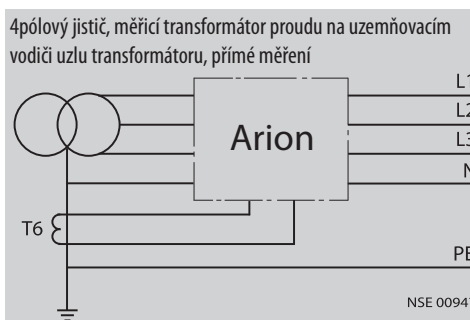 4pólový jistič, měřicí transformátor proudu na uzemňovacím
vodiči uzlu transformátoru, přímé měření
L1
L2
Arion
L3
N
T6
PE
NSE 00947